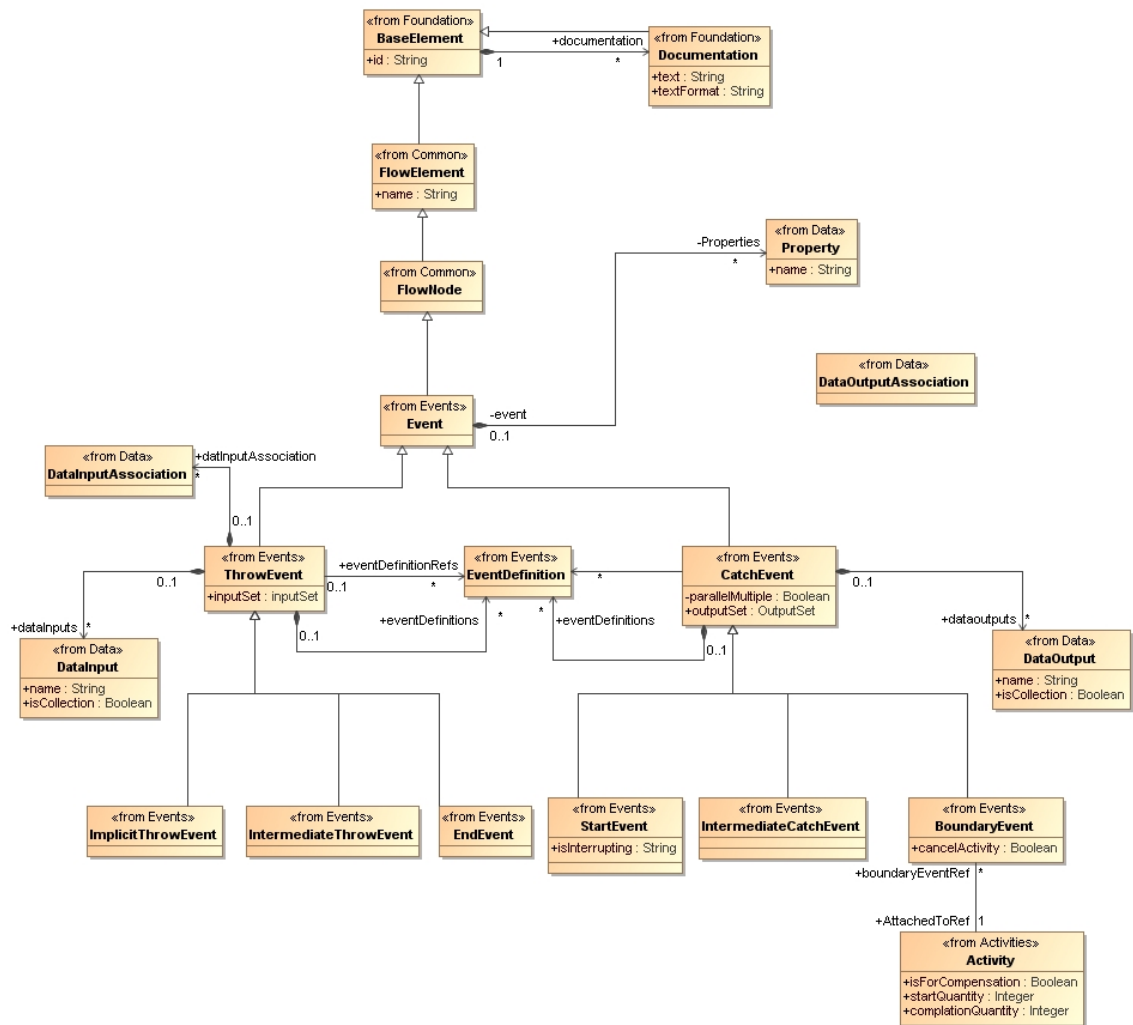 «from Foundation»
BaseElement
+id : String
1
+documentation
*
«from Foundation»
Documentation
+text : String
+textFormat : String
«from Common»
FlowElement
+name : String
«from Common»
FlowNode
-Properties
*
«from Data»
Property
+name : String
«from Data»
DataOutputAssociation
«from Events»
Event
-event
0..1
«from Data»
DataInputAssociation
+datInputAssociation
*
0..1
«from Events»
ThrowEvent
+inputSet : inputSet
0..1
+eventDefinitionRefs
0..1
*
«from Events»
EventDefinition
*
«from Events»
CatchEvent
-parallelMultiple : Boolean
+outputSet : OutputSet
0..1
0..1
+eventDefinitions
*
*
+eventDefinitions
0..1
+dataInputs
*
«from Data»
DataInput
+name : String
+isCollection : Boolean
+dataoutputs
*
«from Data»
DataOutput
+name : String
+isCollection : Boolean
«from Events»
ImplicitThrowEvent
«from Events»
IntermediateThrowEvent
«from Events»
EndEvent
«from Events»
StartEvent
+isInterrupting : String
«from Events»
IntermediateCatchEvent
«from Events»
BoundaryEvent
+cancelActivity : Boolean
+boundaryEventRef
*
+AttachedToRef
1
«from Activities»
Activity
+isForCompensation : Boolean
+startQuantity : Integer
+complationQuantity : Integer